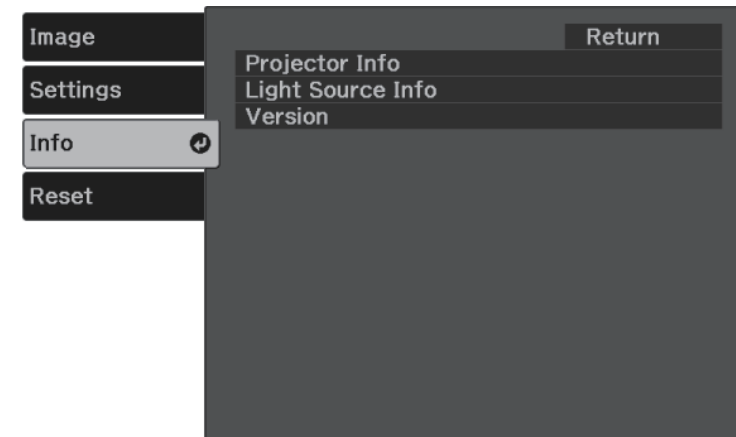 Image
Settings
Info
Reset
Return
Projector Info
Light Source Info
Version